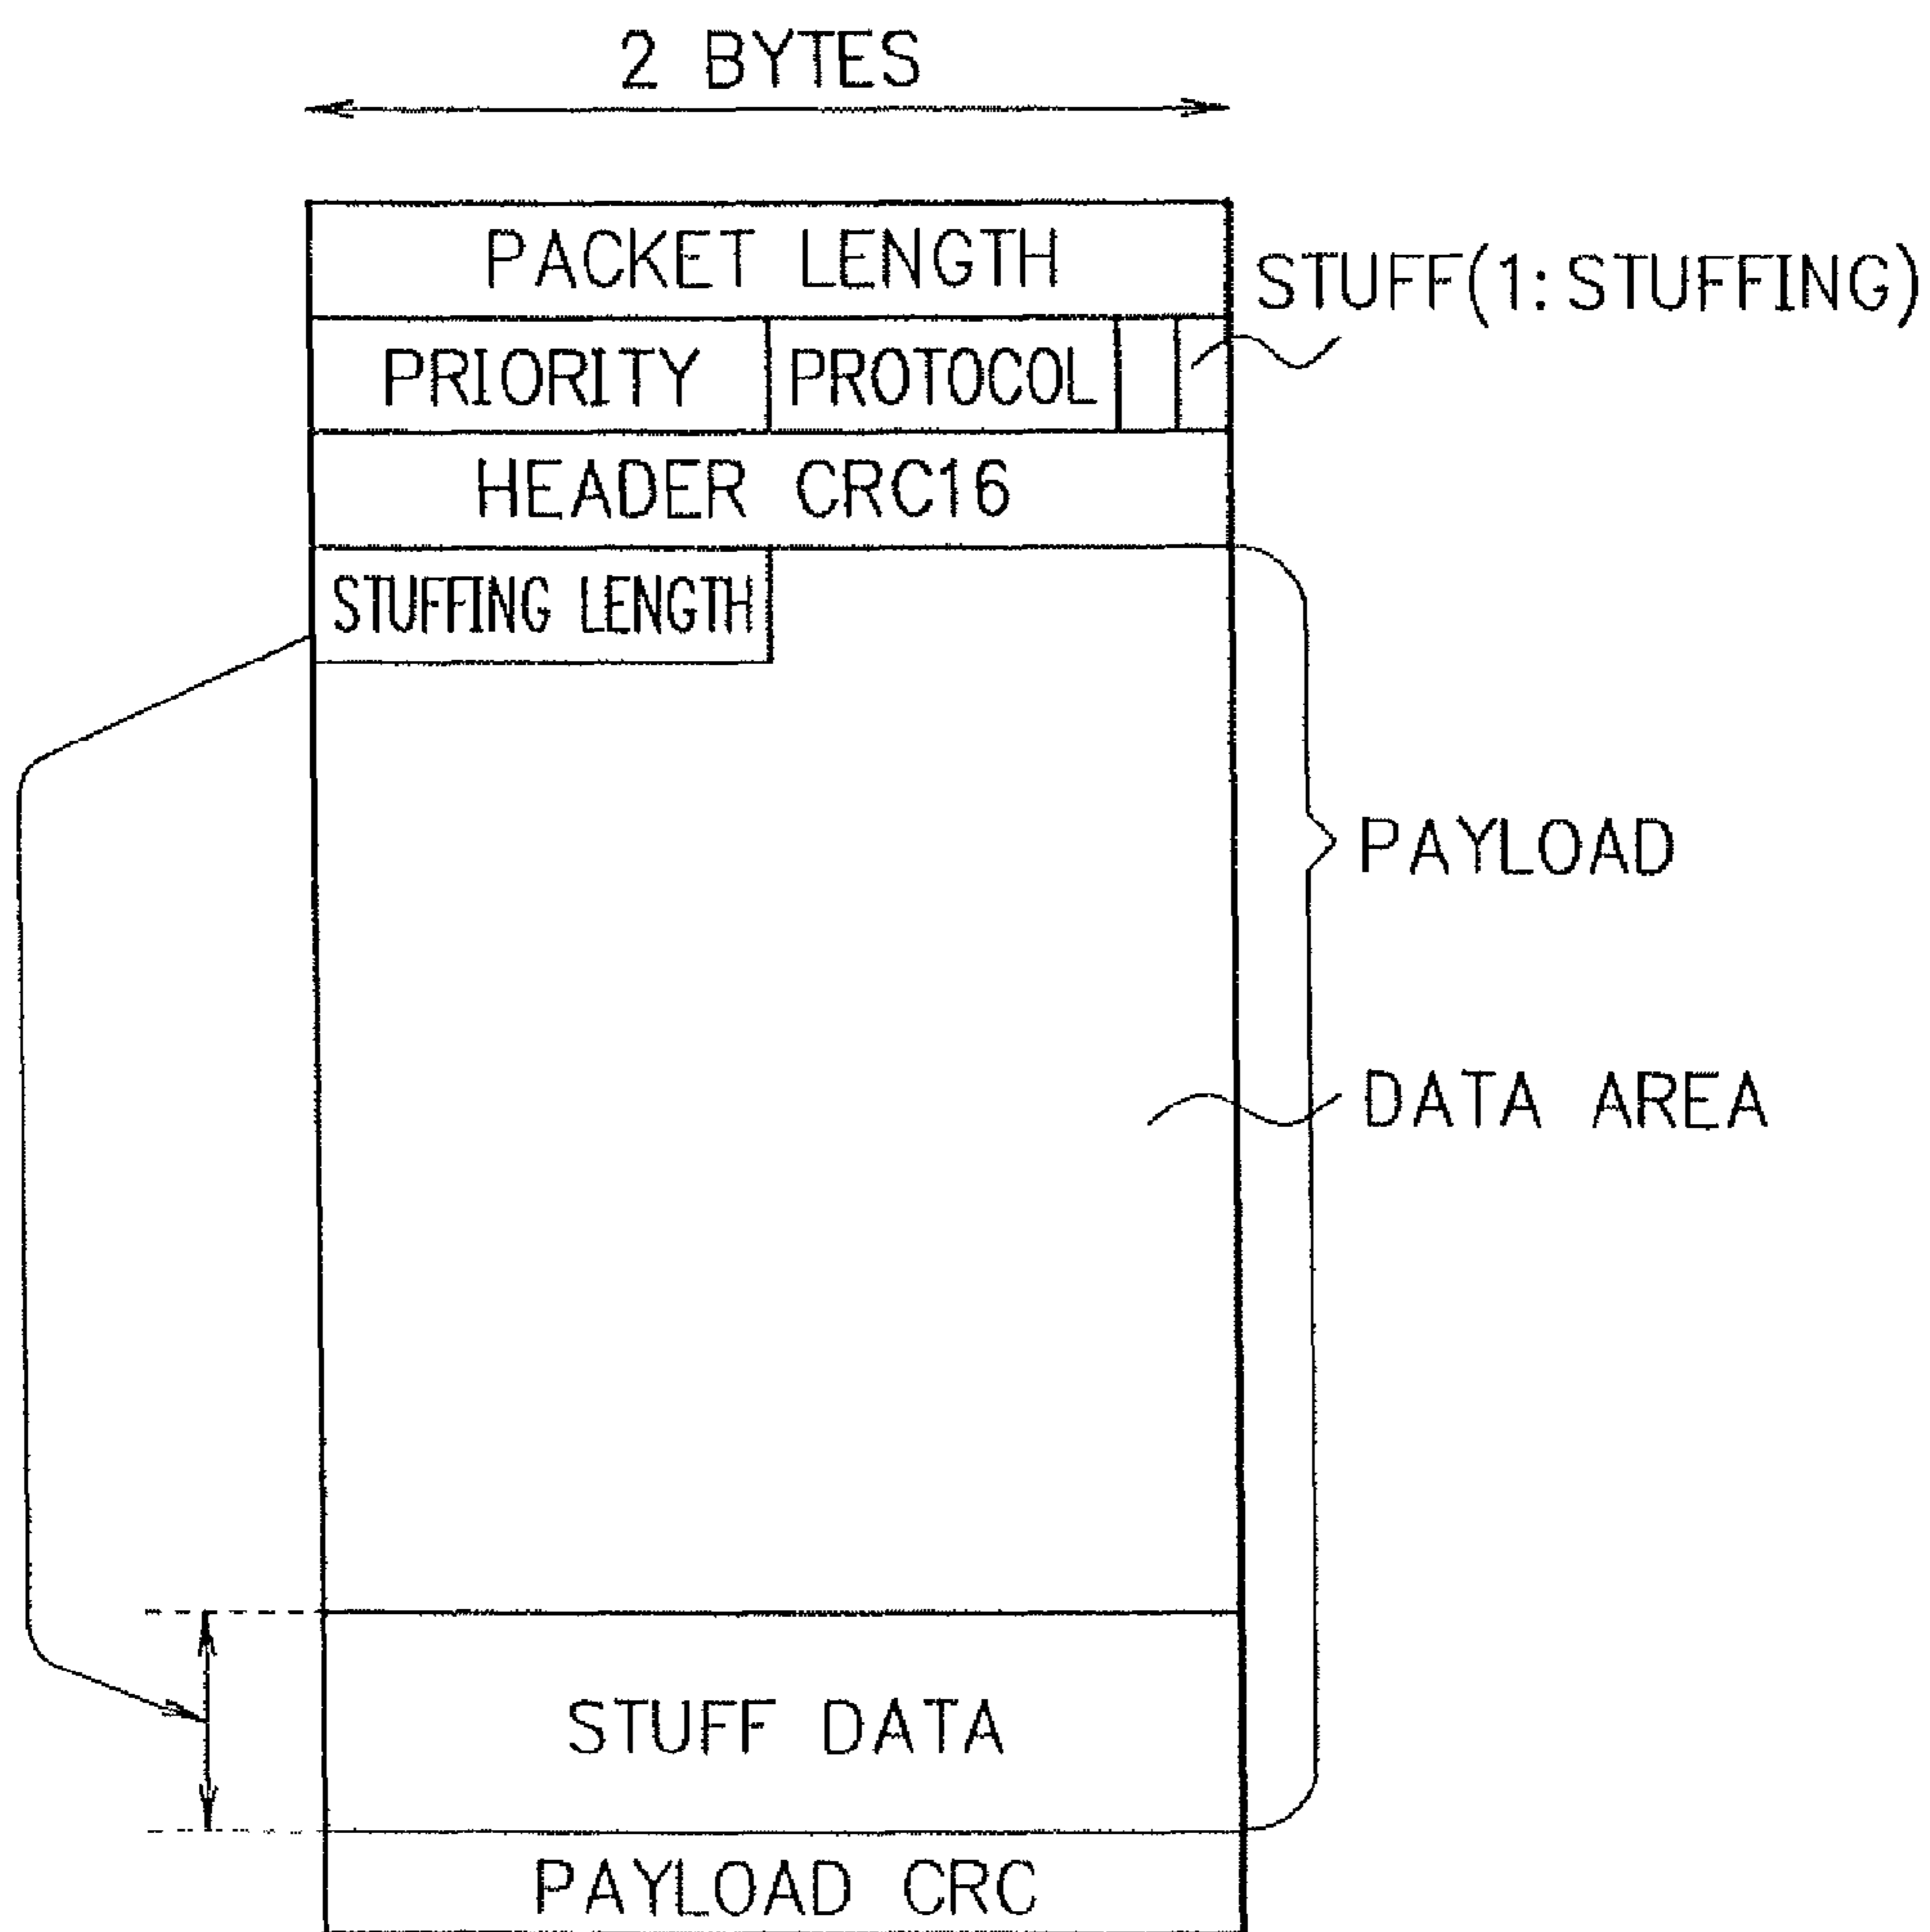 2 BYTES
PACKET LENGTH
STUFF(1: STUFFING)
PRIORITY
PROTOCOL
HEADER CRC16
STUFFING LENGTH
PAYLOAD
DATA AREA
STUFF DATA
PAYLOAD CRC